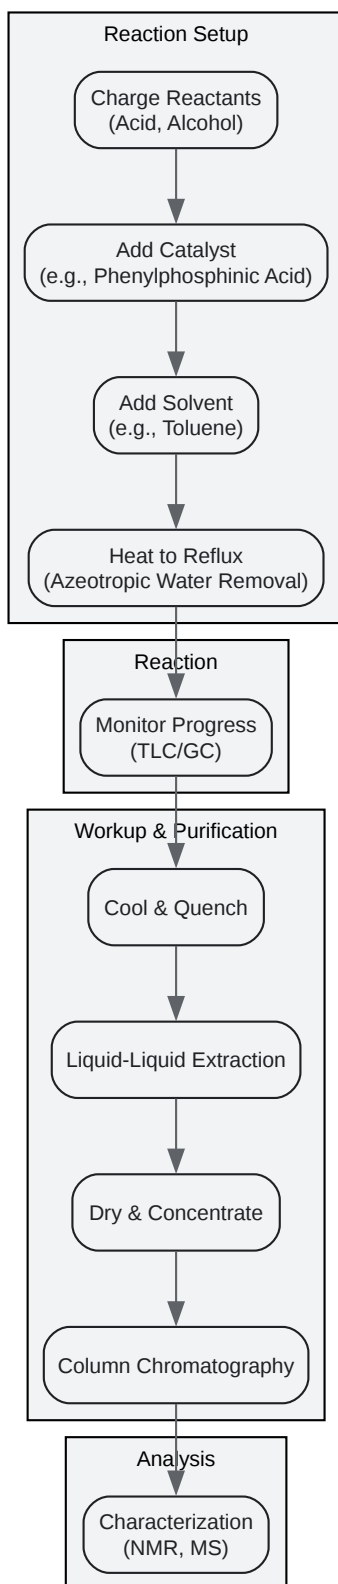 Reaction Setup
Charge Reactants
(Acid, Alcohol)
Add Catalyst
(e.g., Phenylphosphinic Acid)
Add Solvent
(e.g., Toluene)
Heat to Reflux
(Azeotropic Water Removal)
Reaction
Monitor Progress
(TLC/GC)
Workup & Purification
Cool & Quench
Liquid-Liquid Extraction
Dry & Concentrate
Column Chromatography
Analysis
Characterization
(NMR, MS)